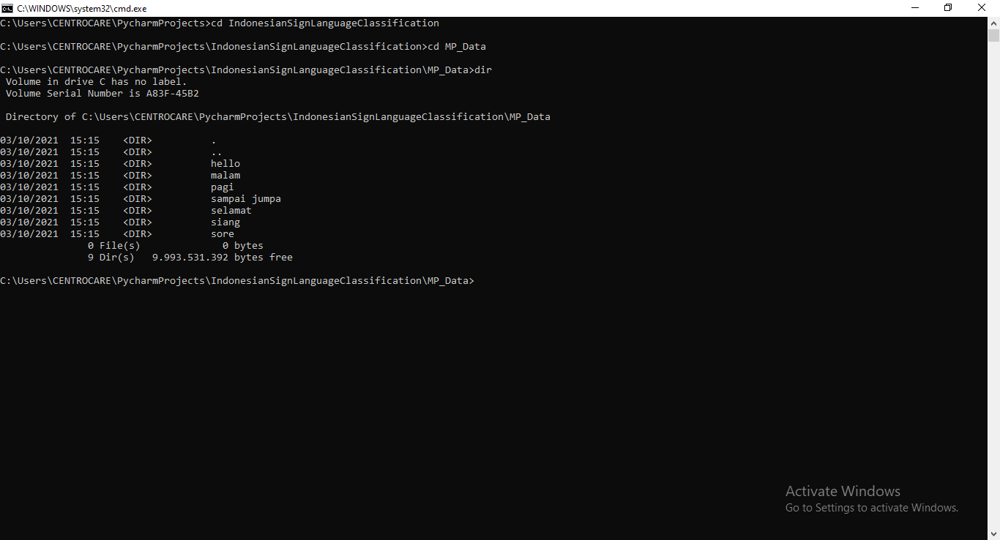 C:\WINDOWS\system32\cmd.exe
C:\Users\CENTROCARE\PycharmProjects>cd IndonesianSignLanguageClassification
C:\Users\CENTROCARE\PycharmProjects\IndonesianSignLanguageClassification>cd MP_Data
C:\Users\CENTROCARE\PycharmProjects\IndonesianSignLanguageClassification\MP_Data>dir
 Volume in drive C has no label.
 Volume Serial Number is A83F-45B2
 Directory of C:\Users\CENTROCARE\PycharmProjects\IndonesianSignLanguageClassification\MP_Data
03/10/2021  15:15    <DIR>          .
03/10/2021  15:15    <DIR>          ..
03/10/2021  15:15    <DIR>          hello
03/10/2021  15:15    <DIR>          malam
03/10/2021  15:15    <DIR>          pagi
03/10/2021  15:15    <DIR>          sampai jumpa
03/10/2021  15:15    <DIR>          selamat
03/10/2021  15:15    <DIR>          siang
03/10/2021  15:15    <DIR>          sore
               0 File(s)              0 bytes
               9 Dir(s)   9.993.531.392 bytes free
C:\Users\CENTROCARE\PycharmProjects\IndonesianSignLanguageClassification\MP_Data>
Activate Windows
Go to Settings to activate Windows.